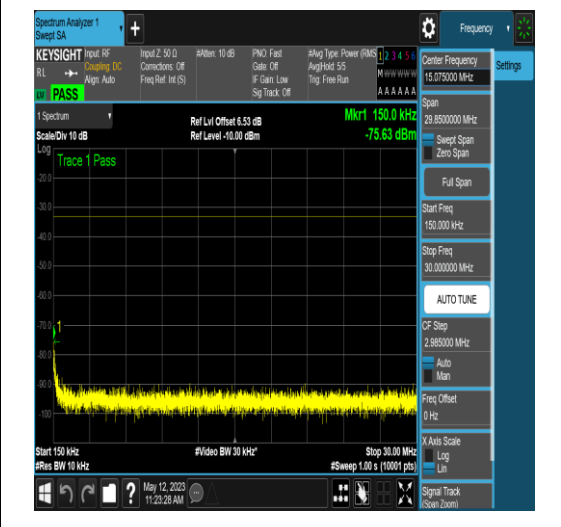 Spectrum Analyzer 1
Swept SA
+
Frequency
KEYSIGHT
RL
Input: RF
Coupling: DC
Align: Auto
Input Z: 50 Ω
Corrections: Off
Freq Ref: Int (S)
#Atten: 10 dB
PNO: Fast
Gate: Off
IF Gain: Low
Sig Track: Off
#Avg Type: Power (RMS
Avg|Hold: 5/5
Trig: Free Run
1 2 3 4 5 6
M w w w w w
A A A A A A
PASS
1 Spectrum
Scale/Div 10 dB
Ref Lvl Offset 6.53 dB
Ref Level -10.00 dBm
Mkr1 150.0 kHz
-75.63 dBm
Log
Trace 1 Pass
-20.0
-30.0
-40.0
-50.0
-60.0
-70.0
-80.0
-90.0
-100
1
Start 150 kHz
#Res BW 10 kHz
#Video BW 30 kHz*
Stop 30.00 MHz
#Sweep 1.00 s (10001 pts)
?
May 12, 2023
11:23:28 AM
Center Frequency
15.075000 MHz
Settings
Span
29.8500000 MHz
Swept Span
Zero Span
Full Span
Start Freq
150.000 kHz
Stop Freq
30.000000 MHz
AUTO TUNE
CF Step
2.985000 MHz
Auto
Man
Freq Offset
0 Hz
X Axis Scale
Log
Lin
Signal Track
(Span Zoom)